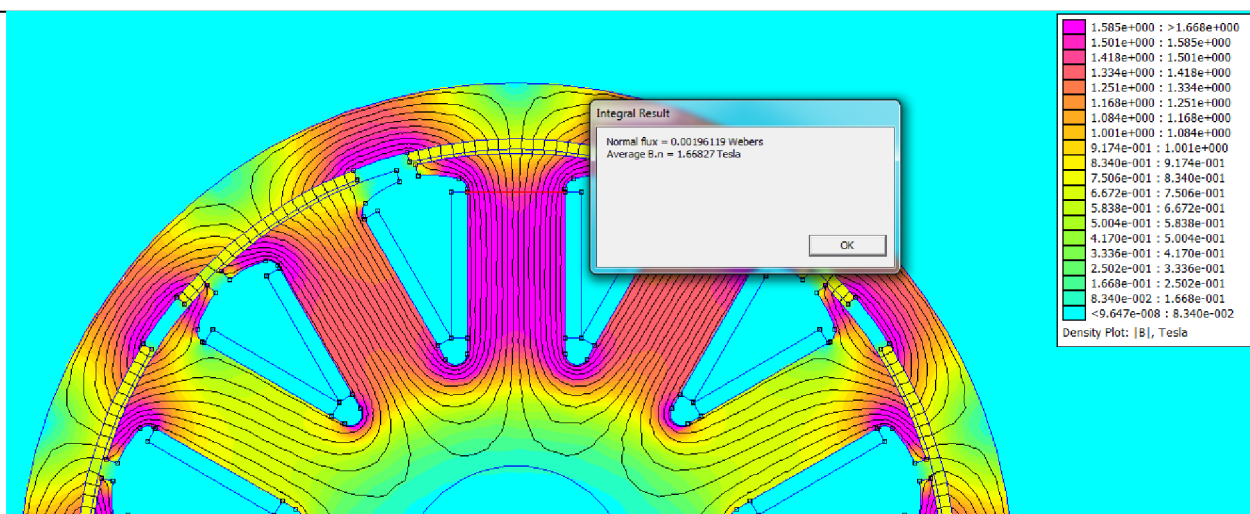 Integral Result
Normal flux = 0.00196119 Webers
Average B.n = 1.66827 Tesla
OK
1.585e+000 : >1.668e+000
1.501e+000 : 1.585e+000
1.418e+000 : 1.501e+000
1.334e+000 : 1.418e+000
1.251e+000 : 1.334e+000
1.168e+000 : 1.251e+000
1.084e+000 : 1.168e+000
1.001e+000 : 1.084e+000
9.174e-001 : 1.001e+000
8.340e-001 : 9.174e-001
7.506e-001 : 8.340e-001
6.672e-001 : 7.506e-001
5.838e-001 : 6.672e-001
5.004e-001 : 5.838e-001
4.170e-001 : 5.004e-001
3.336e-001 : 4.170e-001
2.502e-001 : 3.336e-001
1.668e-001 : 2.502e-001
8.340e-002 : 1.668e-001
<9.647e-008 : 8.340e-002
Density Plot: |B|, Tesla